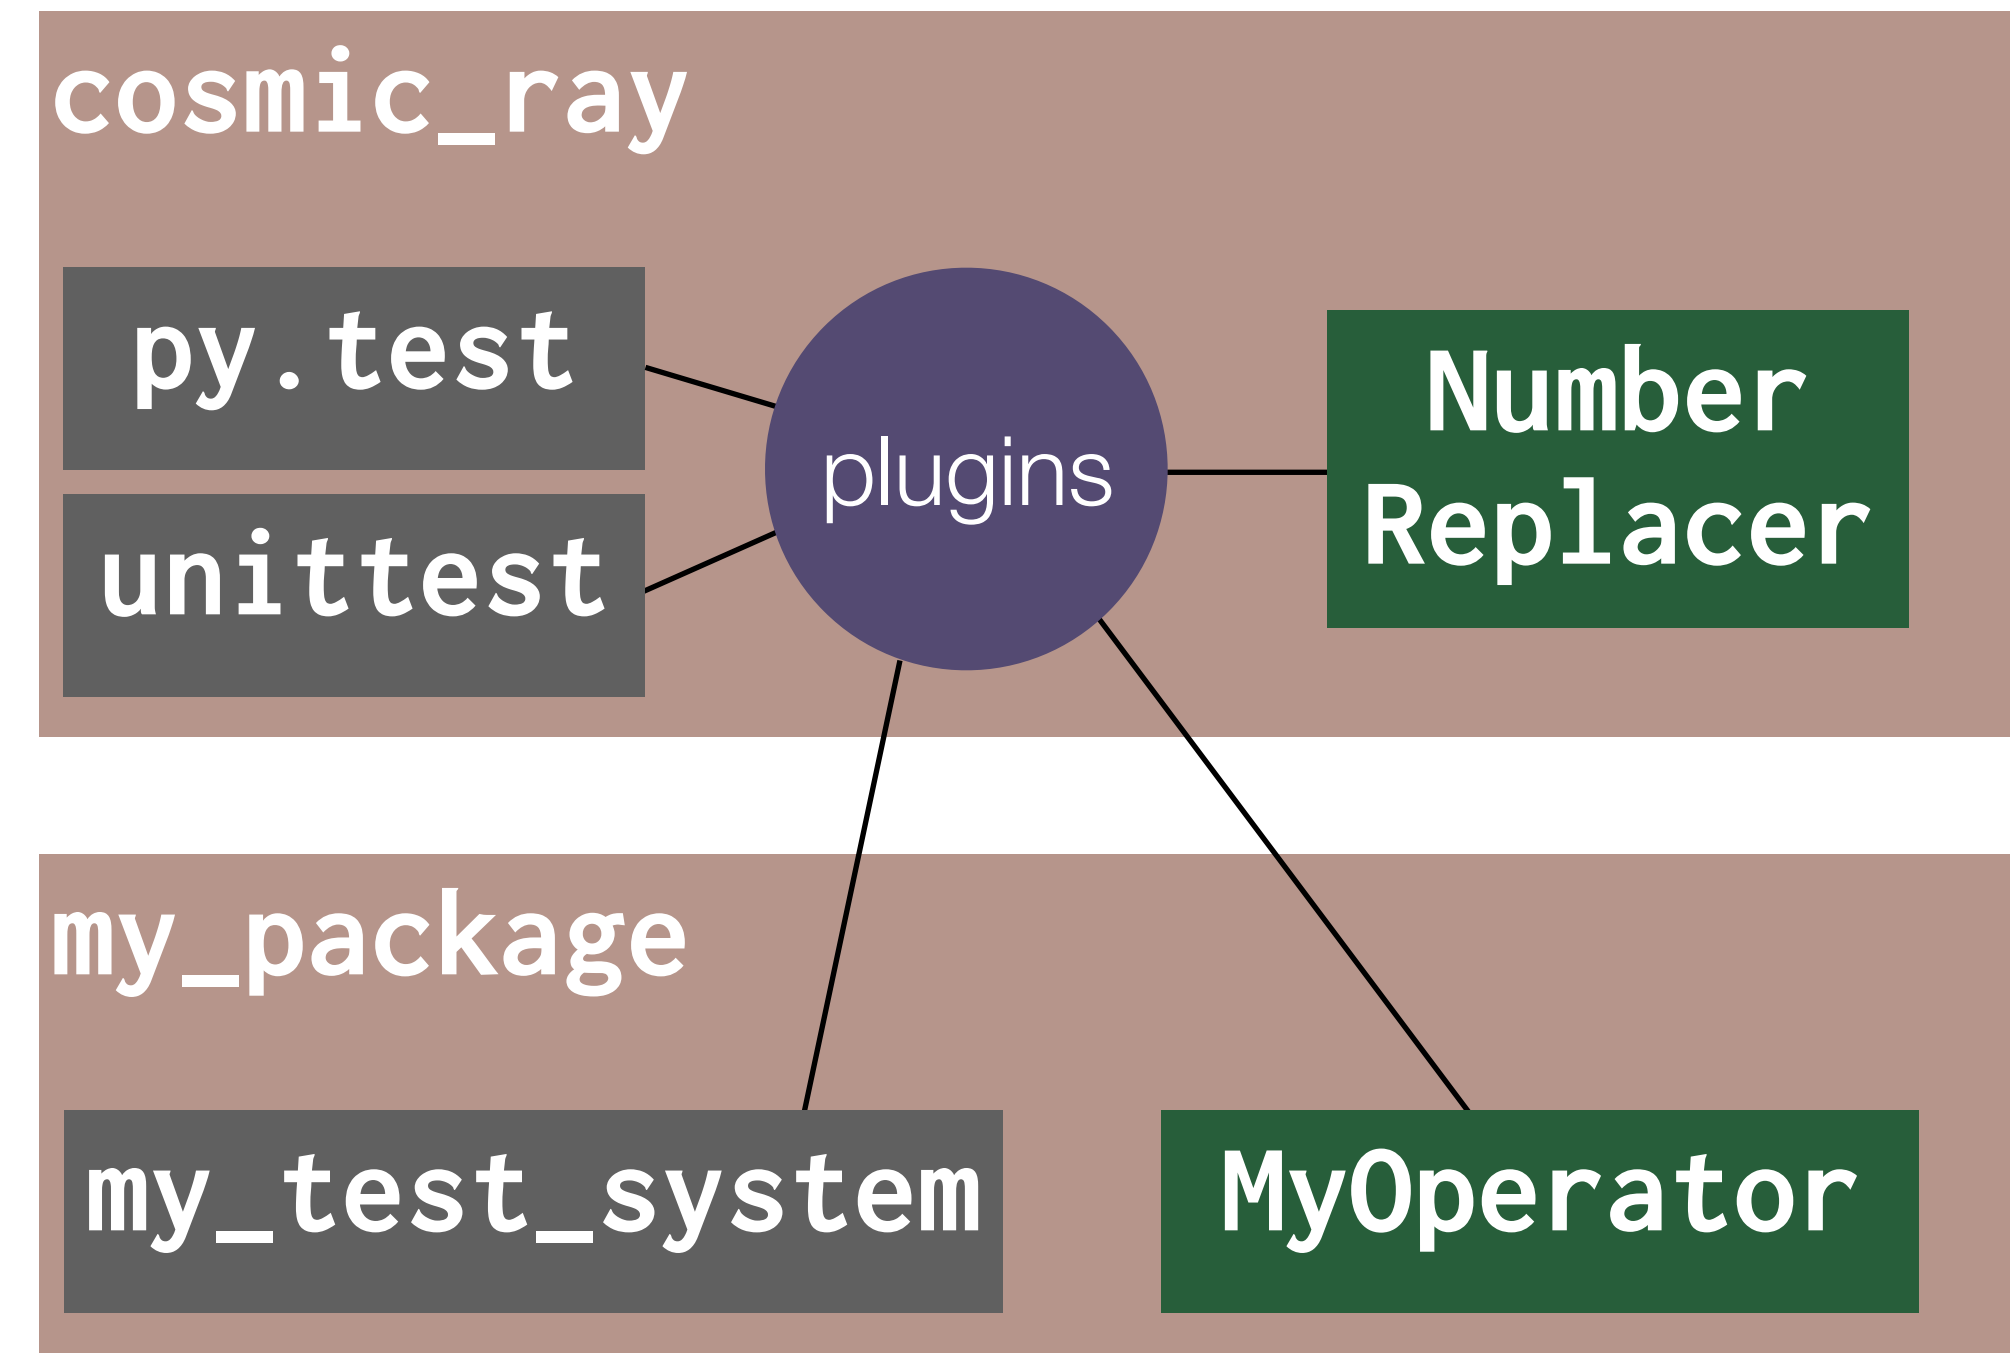 cosmic_ray
py.test
unittest
plugins
Number
Replacer
my_package
my_test_system
MyOperator